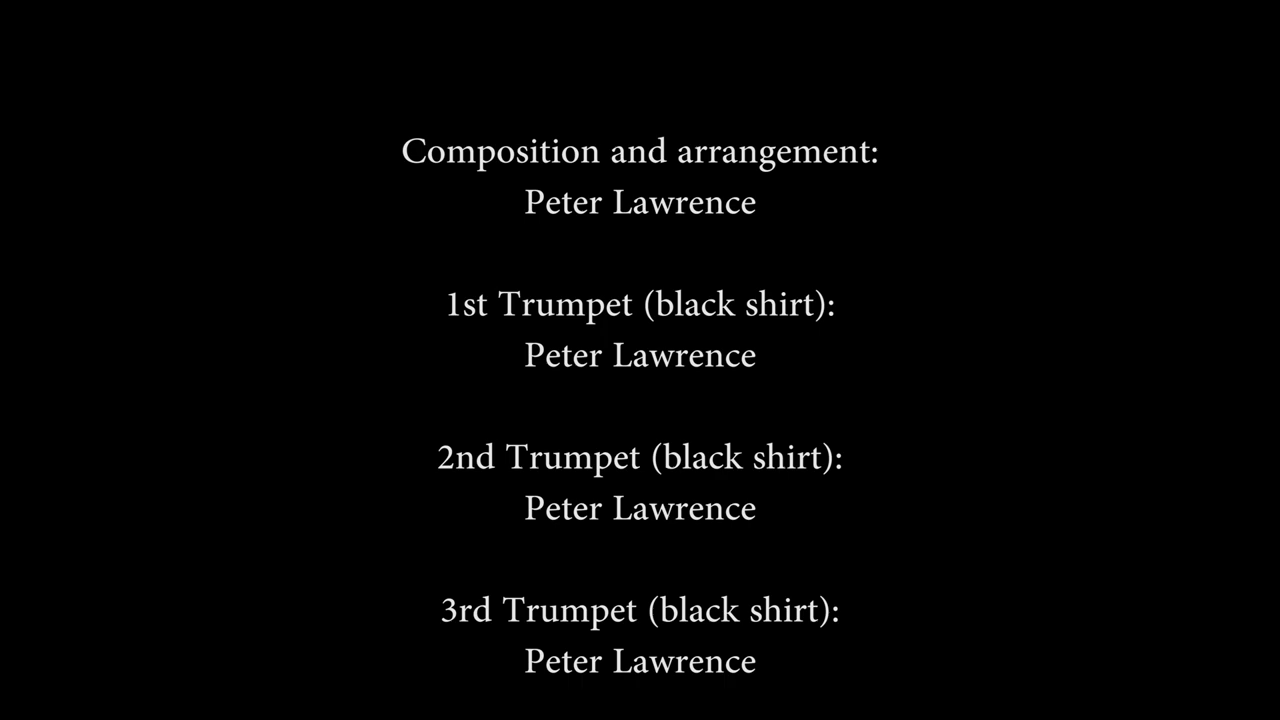 Composition and arrangement:
Peter Lawrence
1st Trumpet (black shirt):
Peter Lawrence
2nd Trumpet (black shirt):
Peter Lawrence
3rd Trumpet (black shirt):
Peter Lawrence